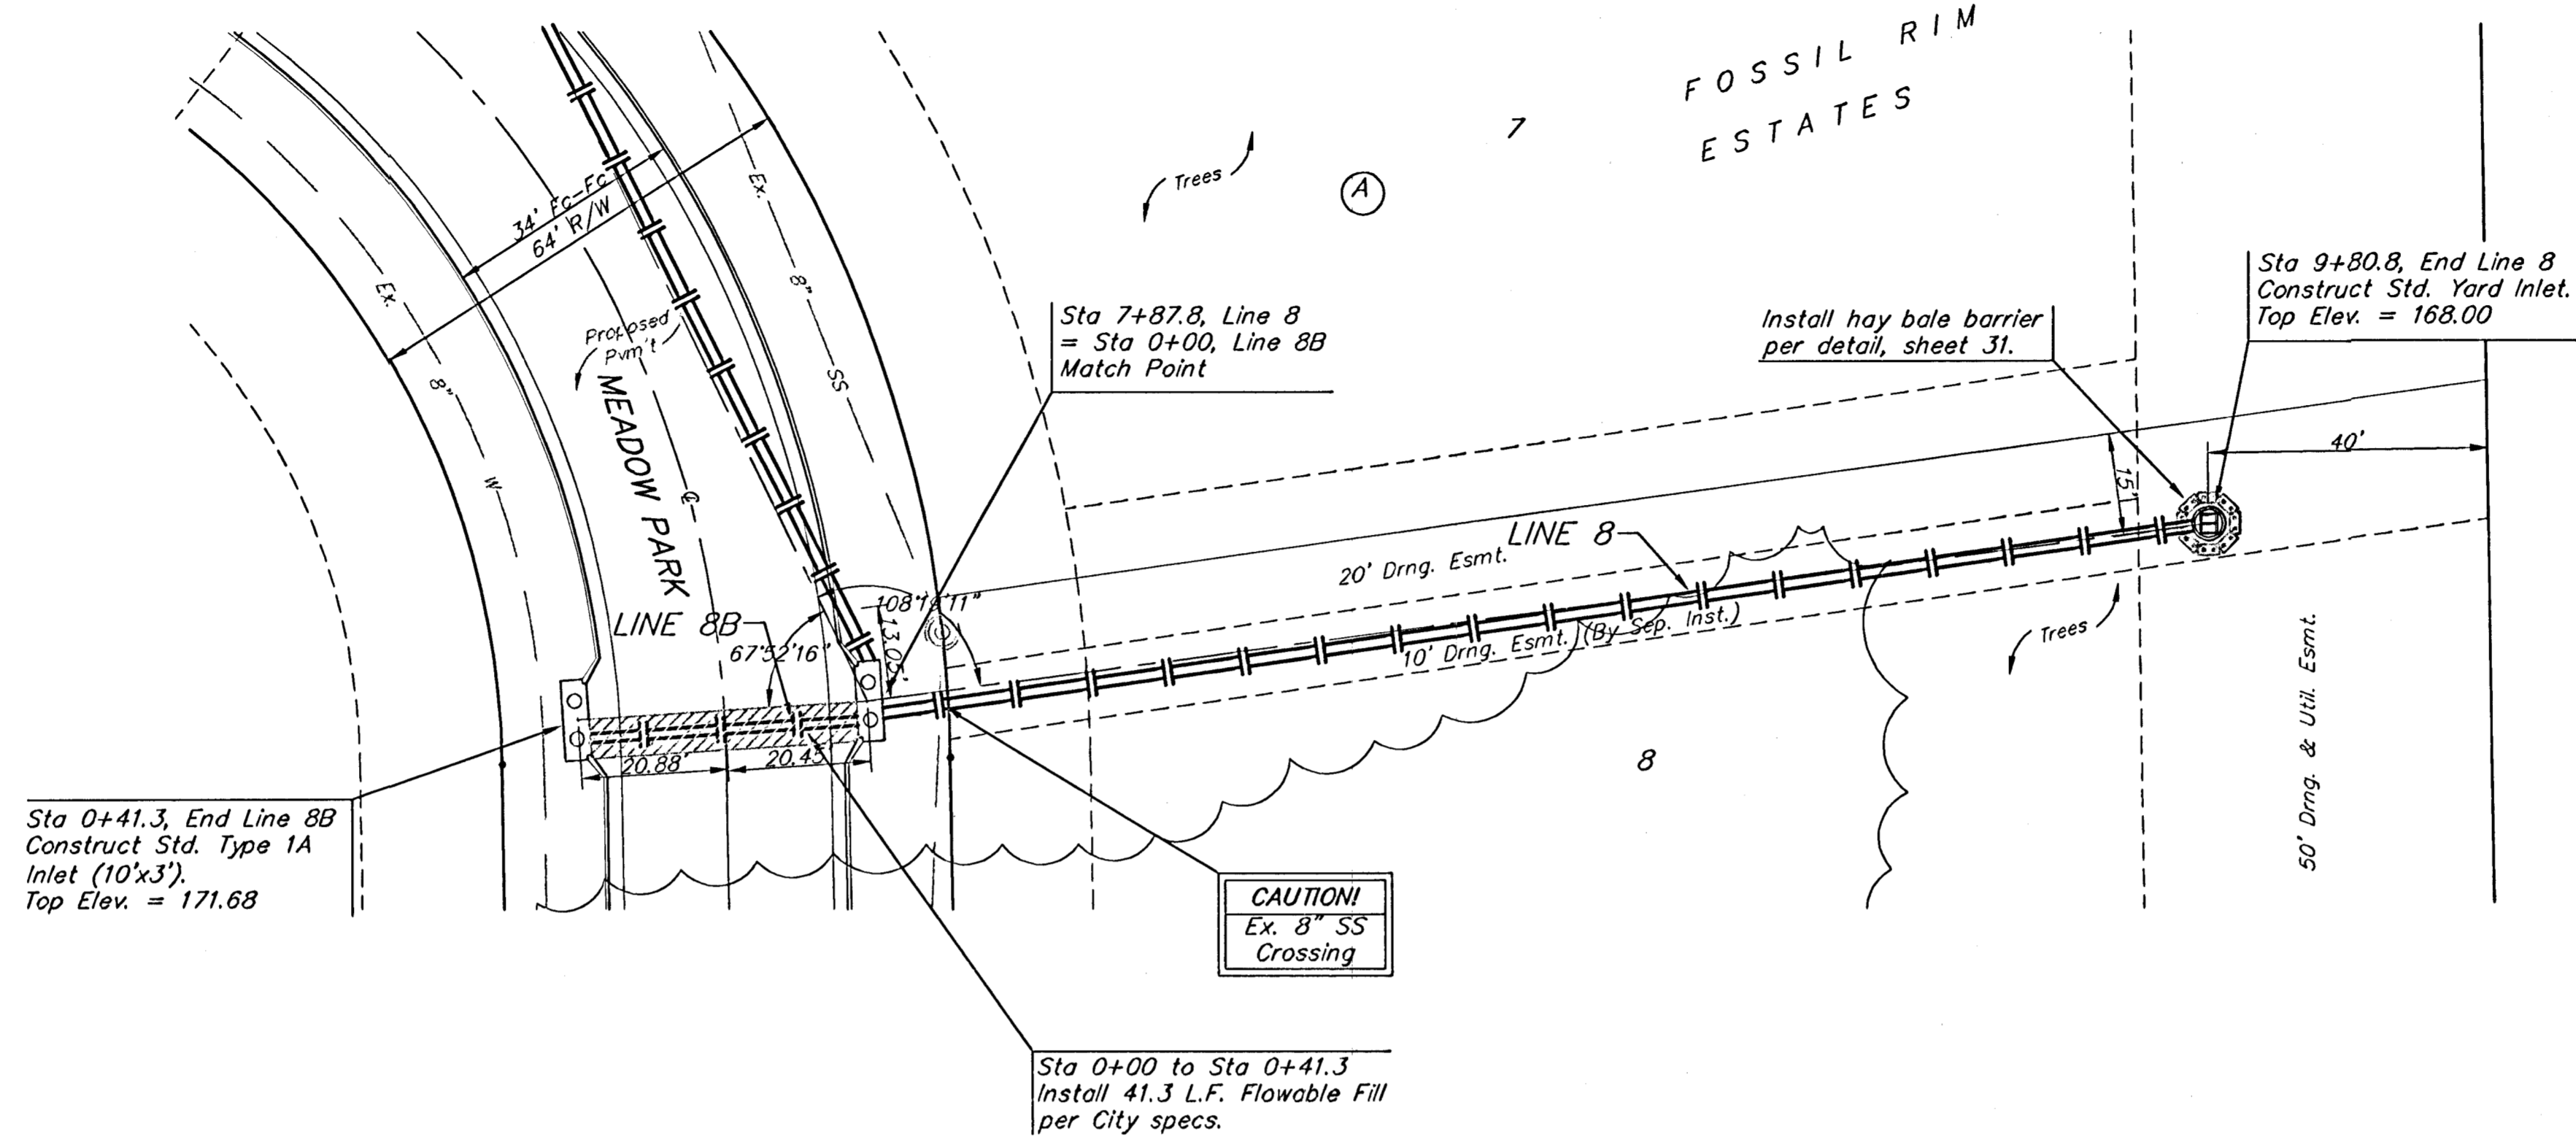 FOSSIL RIM
ESTATES
7
A
Trees
34' Fc-Fc
64' R/W
Ex.
8"
SS
Ex.
8"
W
Proposed
Pvm't
MEADOW PARK
℄
Sta 7+87.8, Line 8
= Sta 0+00, Line 8B
Match Point
Install hay bale barrier
per detail, sheet 31.
Sta 9+80.8, End Line 8
Construct Std. Yard Inlet.
Top Elev. = 168.00
40'
15'
LINE 8
20' Drng. Esmt.
10' Drng. Esmt. (By Sep. Inst.)
Trees
50' Drng. & Util. Esmt.
LINE 8B
67°52'16"
13.05'
20.88'
20.45'
8
Sta 0+41.3, End Line 8B
Construct Std. Type 1A
Inlet (10'x3').
Top Elev. = 171.68
CAUTION!
Ex. 8" SS
Crossing
Sta 0+00 to Sta 0+41.3
Install 41.3 L.F. Flowable Fill
per City specs.